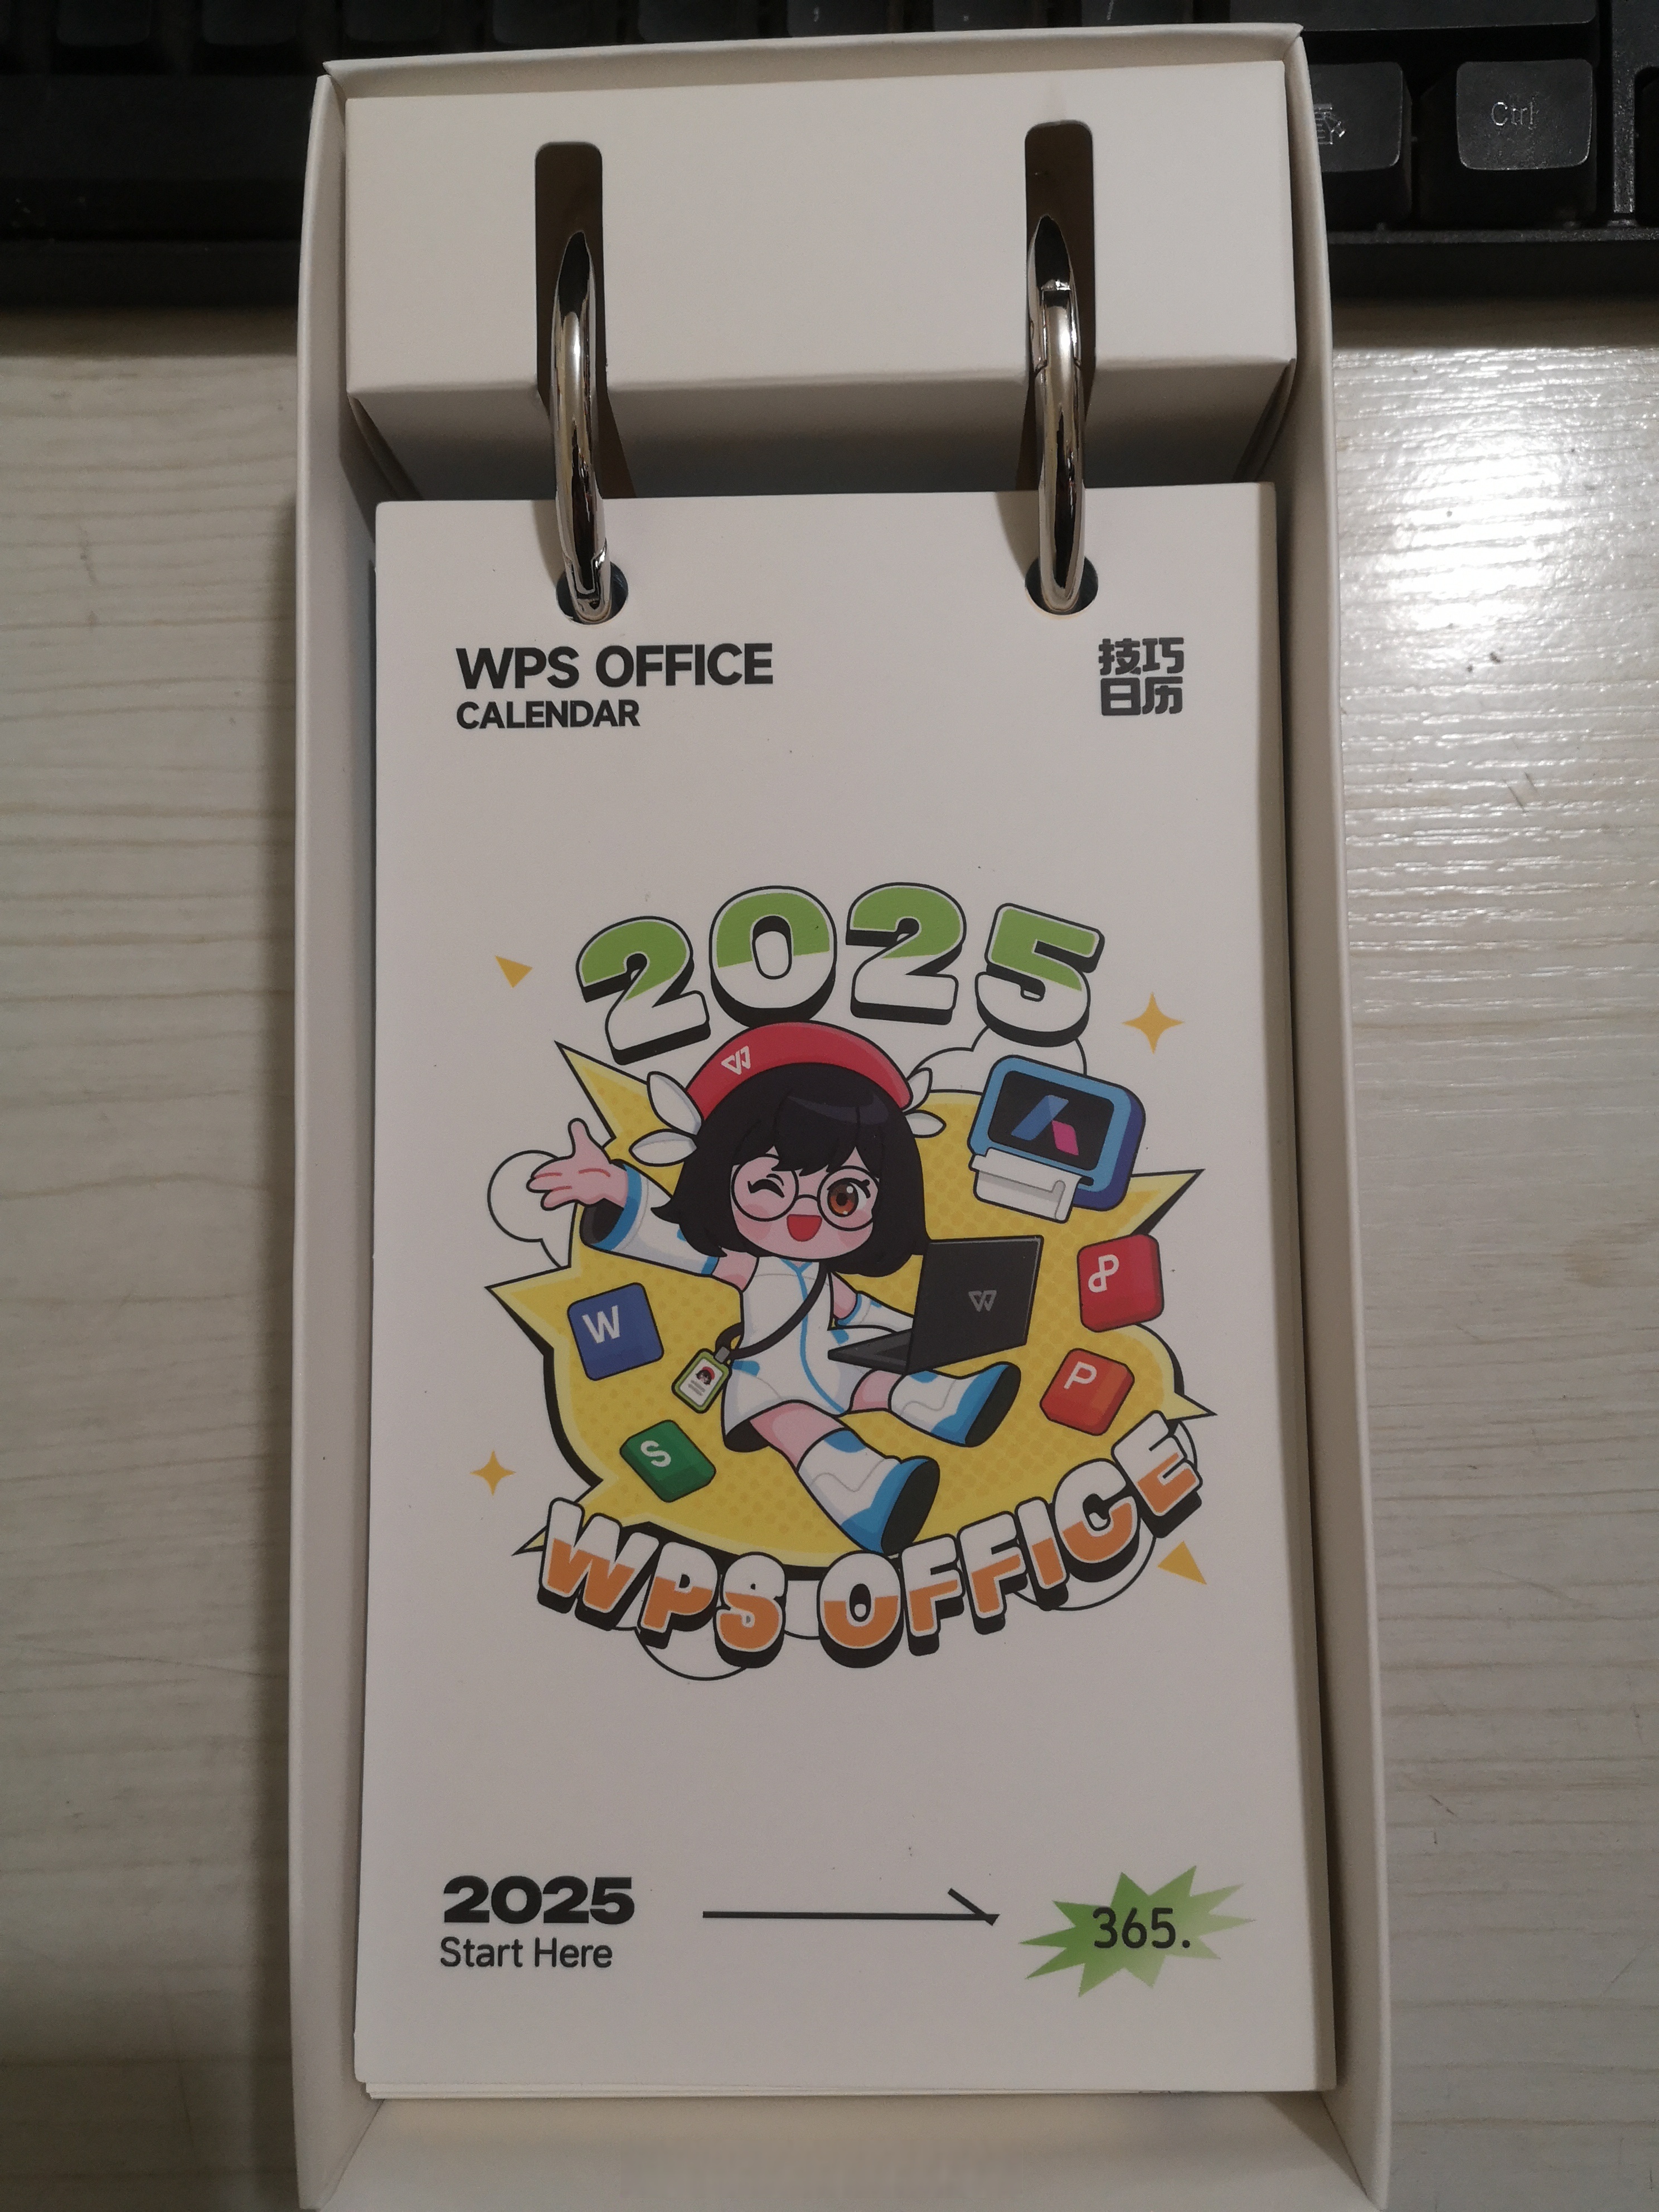 Ctrl
WPS OFFICE
CALENDAR
技巧
日历
2025
W
S
P
P
WPS OFFICE
2025
Start Here
365.